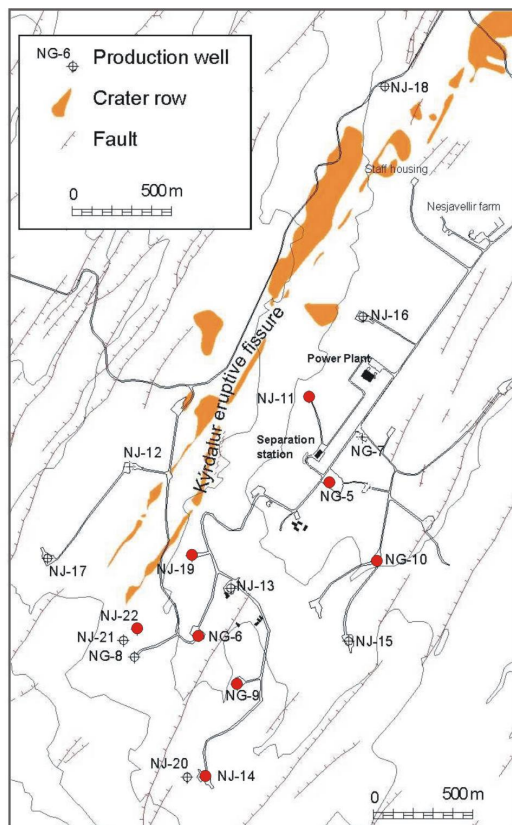 NG-6 Production well
Crater row
Fault
0 500 m
NJ-18
Staff housing
Nesjavellir farm
NJ-16
Kýrdalur eruptive fissure
Power Plant
NJ-11
Separation
station
NG-7
NJ-12
NG-5
NJ-17
NJ-19
NG-10
NJ-13
NJ-22
NJ-21
NG-6
NG-8
NJ-15
NG-9
NJ-20
NJ-14
0 500 m